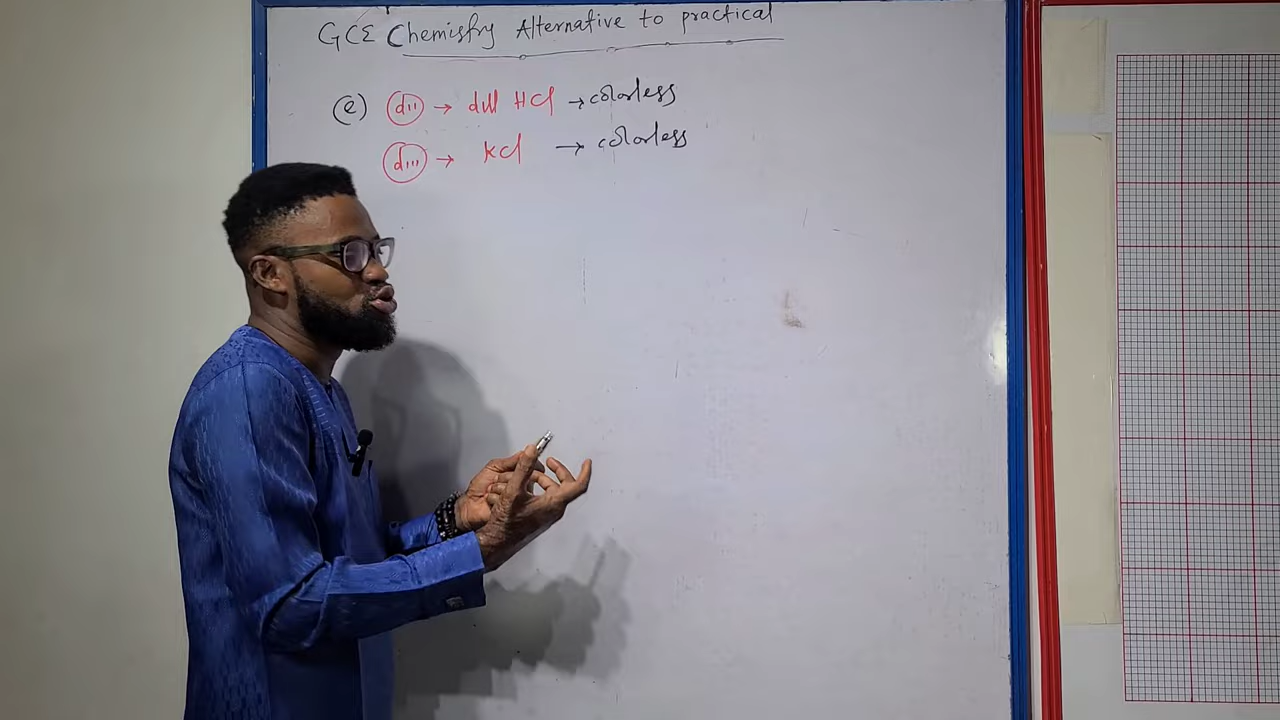 GCE Chemistry Alternative to practical
(e) dii → dil HCl → colorless
diii → KCl → colorless